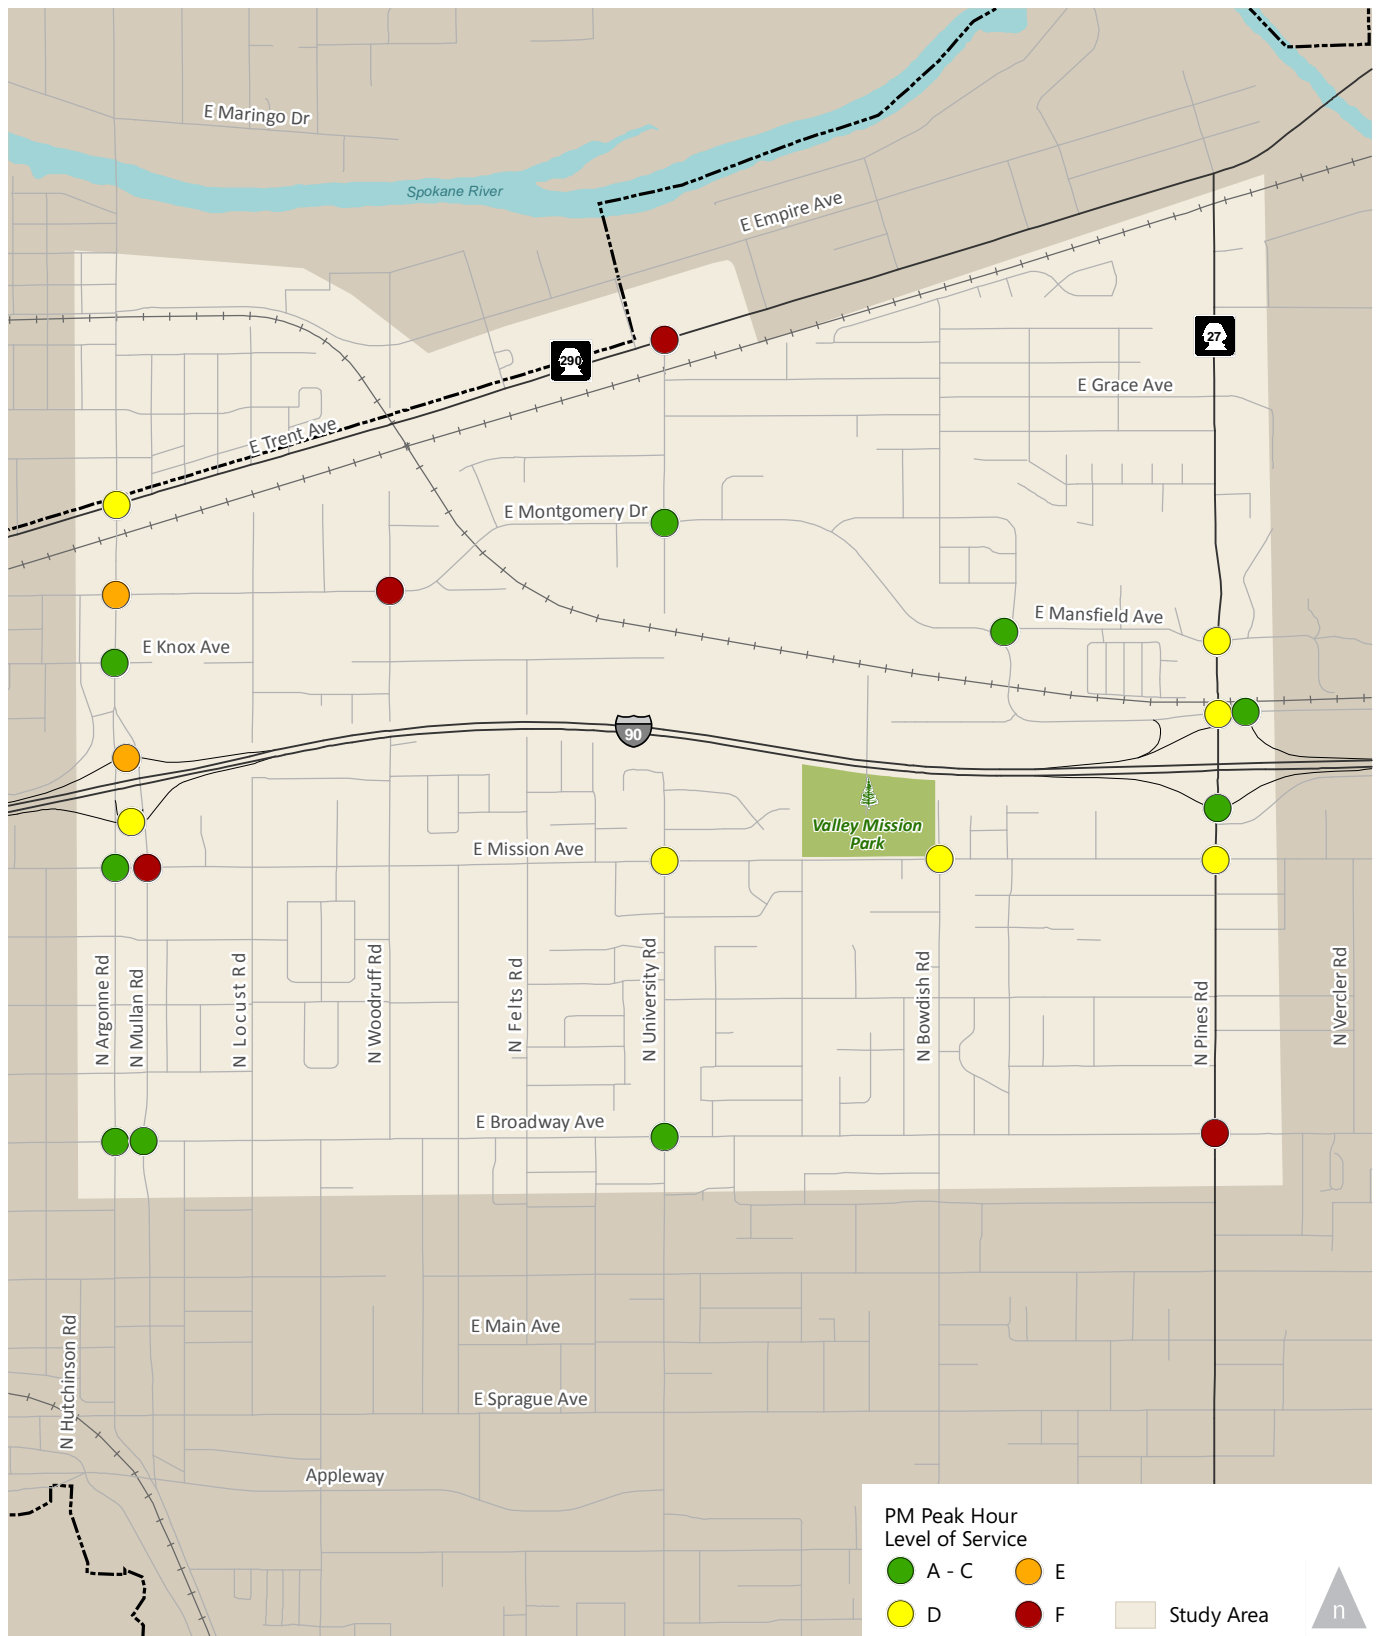 E Maringo Dr
Spokane River
E Empire Ave
27
290
E Grace Ave
E Trent Ave
E Montgomery Dr
E Mansfield Ave
E Knox Ave
90
Valley Mission
Park
E Mission Ave
N Argonne Rd
N Mullan Rd
N Locust Rd
N Woodruff Rd
N Felts Rd
N University Rd
N Bowdish Rd
N Pines Rd
N Vercler Rd
E Broadway Ave
E Main Ave
N Hutchinson Rd
E Sprague Ave
Appleway
PM Peak Hour
Level of Service
A - C
E
D
F
Study Area
n